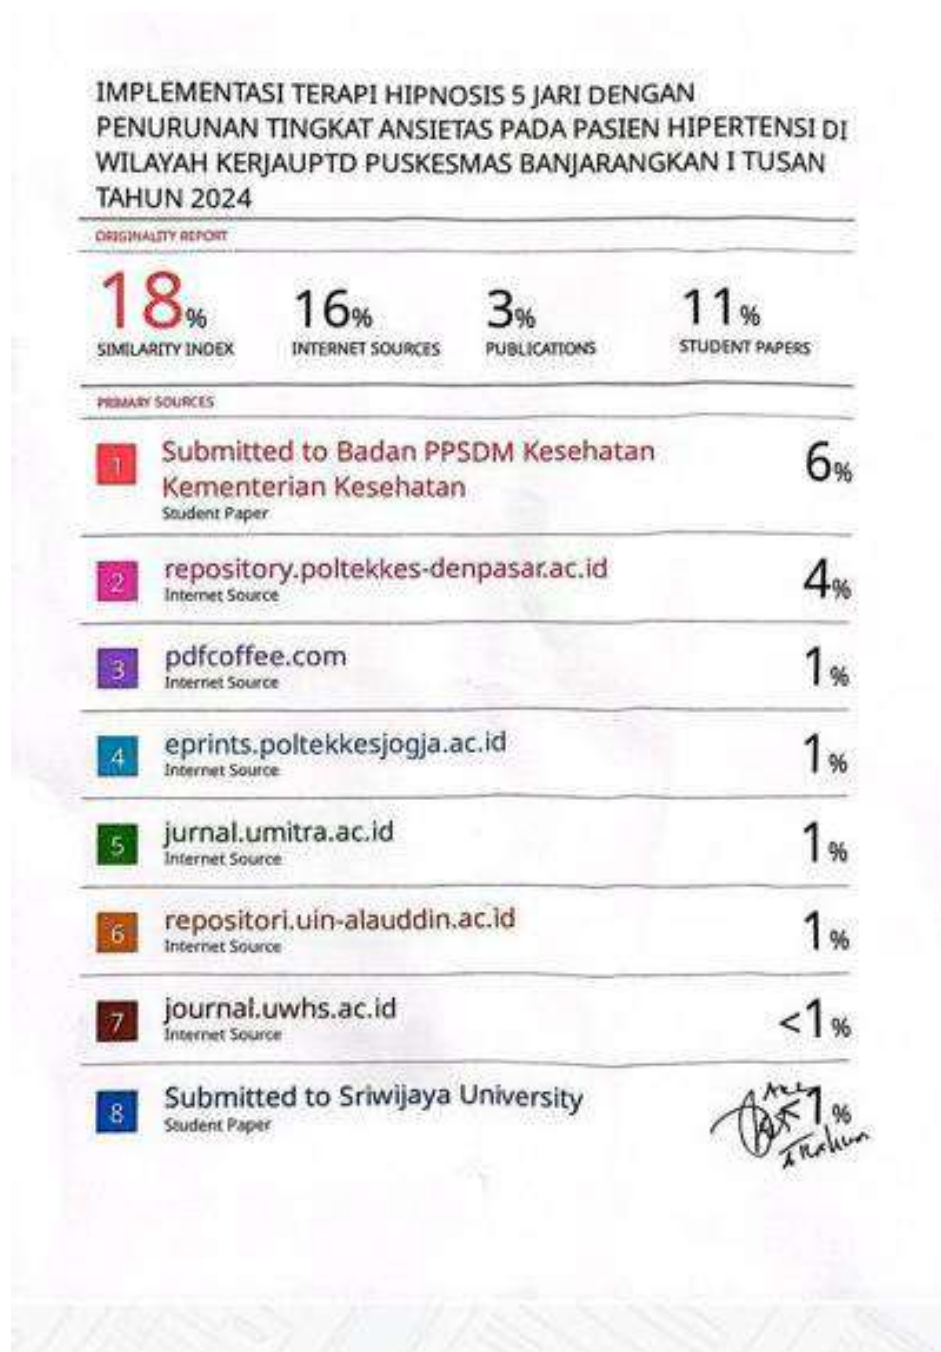 IMPLEMENTASI TERAPI HIPNOSIS 5 JARI DENGAN
PENURUNAN TINGKAT ANSIETAS PADA PASIEN HIPERTENSI DI
WILAYAH KERJAUPTD PUSKESMAS BANJARANGKAN I TUSAN
TAHUN 2024
ORIGINALITY REPORT
18% 16% 3% 11%
SIMILARITY INDEX INTERNET SOURCES PUBLICATIONS STUDENT PAPERS
PRIMARY SOURCES
1 Submitted to Badan PPSDM Kesehatan 6%
Kementerian Kesehatan
Student Paper
2 repository.poltekkes-denpasar.ac.id 4%
Internet Source
3 pdfcoffee.com 1%
Internet Source
4 eprints.poltekkesjogja.ac.id 1%
Internet Source
5 jurnal.umitra.ac.id 1%
Internet Source
6 repositori.uin-alauddin.ac.id 1%
Internet Source
7 journal.uwhs.ac.id <1%
Internet Source
8 Submitted to Sriwijaya University <1%
Student Paper